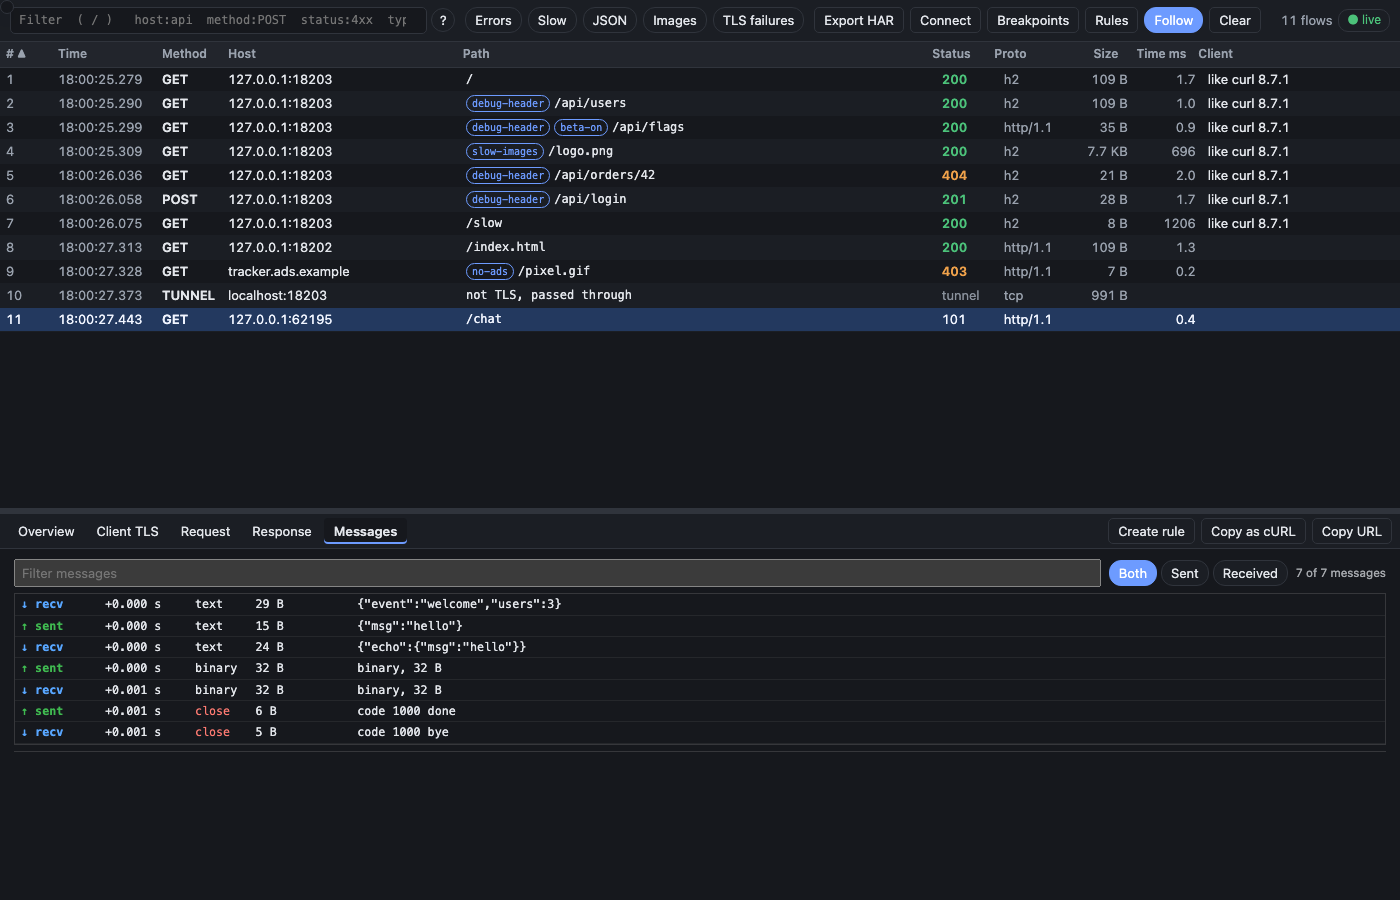 Filter ( / ) host:api method:POST status:4xx typ ? Errors Slow JSON Images TLS failures Export HAR Connect Breakpoints Rules Follow Clear 11 flows live
# ▲ Time Method Host Path Status Proto Size Time ms Client
1 18:00:25.279 GET 127.0.0.1:18203 / 200 h2 109 B 1.7 like curl 8.7.1
2 18:00:25.290 GET 127.0.0.1:18203 debug-header /api/users 200 h2 109 B 1.0 like curl 8.7.1
3 18:00:25.299 GET 127.0.0.1:18203 debug-header beta-on /api/flags 200 http/1.1 35 B 0.9 like curl 8.7.1
4 18:00:25.309 GET 127.0.0.1:18203 slow-images /logo.png 200 h2 7.7 KB 696 like curl 8.7.1
5 18:00:26.036 GET 127.0.0.1:18203 debug-header /api/orders/42 404 h2 21 B 2.0 like curl 8.7.1
6 18:00:26.058 POST 127.0.0.1:18203 debug-header /api/login 201 h2 28 B 1.7 like curl 8.7.1
7 18:00:26.075 GET 127.0.0.1:18203 /slow 200 h2 8 B 1206 like curl 8.7.1
8 18:00:27.313 GET 127.0.0.1:18202 /index.html 200 http/1.1 109 B 1.3
9 18:00:27.328 GET tracker.ads.example no-ads /pixel.gif 403 http/1.1 7 B 0.2
10 18:00:27.373 TUNNEL localhost:18203 not TLS, passed through tunnel tcp 991 B
11 18:00:27.443 GET 127.0.0.1:62195 /chat 101 http/1.1 0.4
Overview Client TLS Request Response Messages Create rule Copy as cURL Copy URL
Filter messages Both Sent Received 7 of 7 messages
↓ recv +0.000 s text 29 B {"event":"welcome","users":3}
↑ sent +0.000 s text 15 B {"msg":"hello"}
↓ recv +0.000 s text 24 B {"echo":{"msg":"hello"}}
↑ sent +0.000 s binary 32 B binary, 32 B
↓ recv +0.001 s binary 32 B binary, 32 B
↑ sent +0.001 s close 6 B code 1000 done
↓ recv +0.001 s close 5 B code 1000 bye